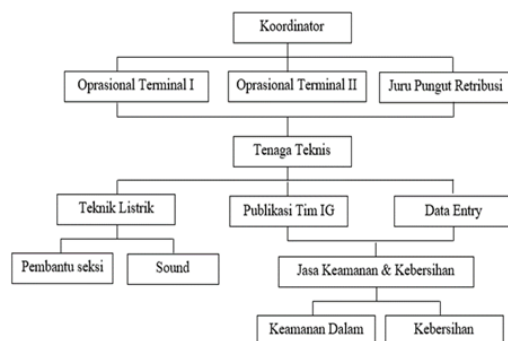 Koordinator
Oprasional Terminal I
Oprasional Terminal II
Juru Pungut Retribusi
Tenaga Teknis
Teknik Listrik
Publikasi Tim IG
Data Entry
Pembantu seksi
Sound
Jasa Keamanan & Kebersihan
Keamanan Dalam
Kebersihan